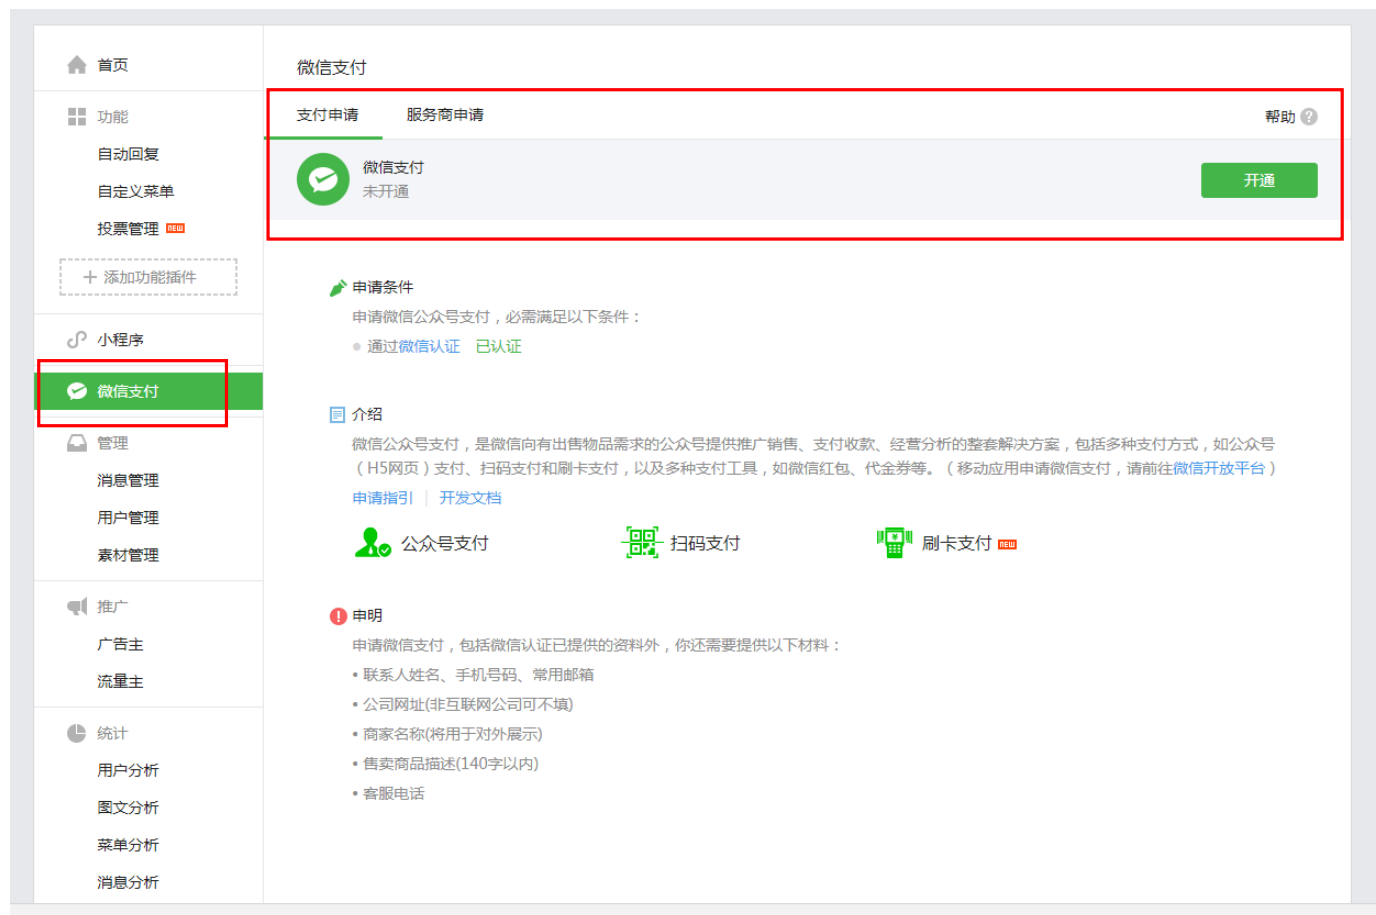 首页
功能
自动回复
自定义菜单
投票管理 NEW
+ 添加功能插件
小程序
微信支付
管理
消息管理
用户管理
素材管理
推广
广告主
流量主
统计
用户分析
图文分析
菜单分析
消息分析
微信支付
支付申请 服务商申请 帮助 ?
微信支付
未开通
开通
申请条件
申请微信公众号支付，必需满足以下条件：
通过微信认证 已认证
介绍
微信公众号支付，是微信向有出售物品需求的公众号提供推广销售、支付收款、经营分析的整套解决方案，包括多种支付方式，如公众号
（H5网页）支付、扫码支付和刷卡支付，以及多种支付工具，如微信红包、代金券等。（移动应用申请微信支付，请前往微信开放平台）
申请指引 | 开发文档
公众号支付 扫码支付 刷卡支付 NEW
申明
申请微信支付，包括微信认证已提供的资料外，你还需要提供以下材料：
• 联系人姓名、手机号码、常用邮箱
• 公司网址(非互联网公司可不填)
• 商家名称(将用于对外展示)
• 售卖商品描述(140字以内)
• 客服电话